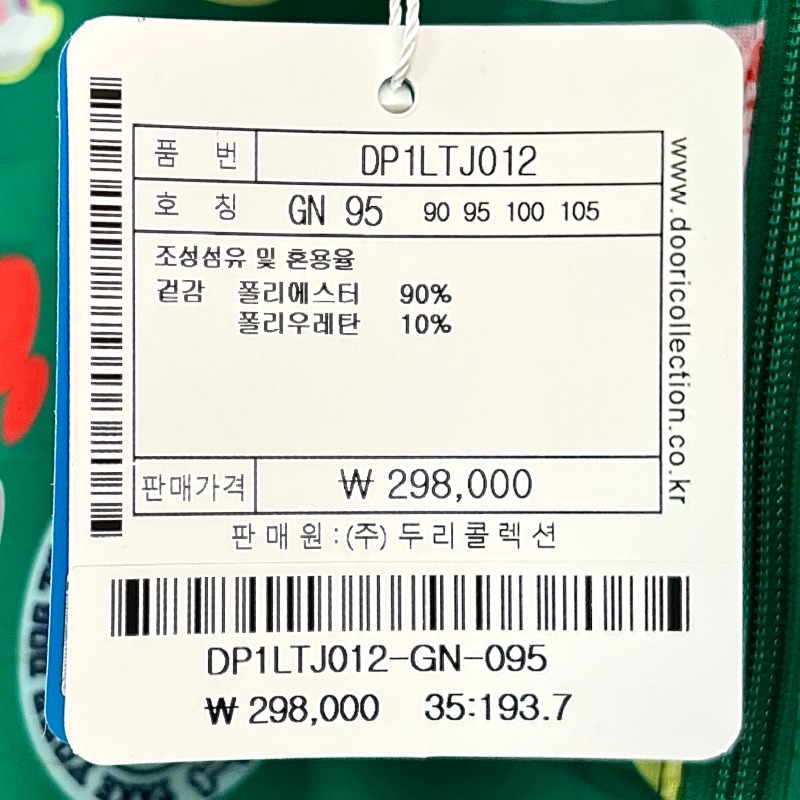 품 번 DP1LTJ012
호 칭 GN 95 90 95 100 105
조성섬유 및 혼용율
겉감 폴리에스터 90%
폴리우레탄 10%
판매가격 ₩ 298,000
판매원:(주)두리콜렉션
www.dooricollection.co.kr
DP1LTJ012-GN-095
₩ 298,000 35:193.7